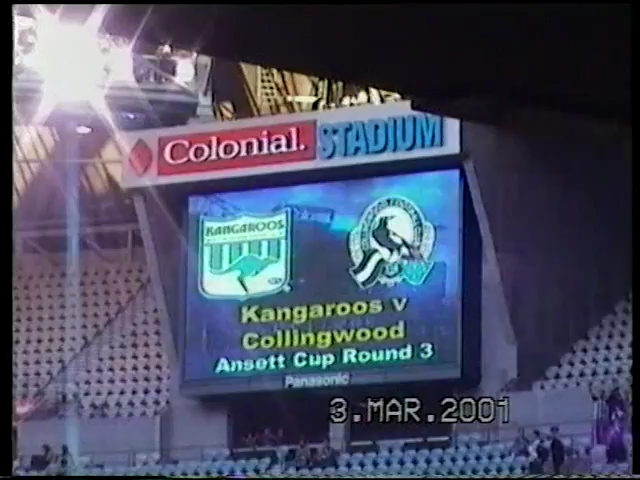 Colonial. STADIUM
KANGAROOS
Kangaroos v
Collingwood
Ansett Cup Round 3
Panasonic
3.MAR.2001